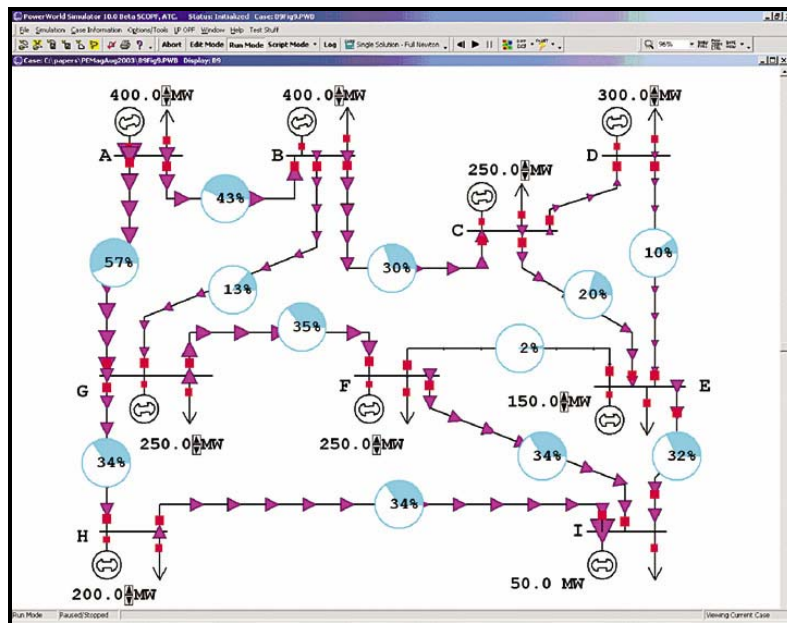 PowerWorld Simulator 10.0 Beta SCOPF, ATC. Status: Initialized Case: B9Fig9.PWB
File Simulation Case Information Options/Tools LP OPF Window Help Test Stuff
Abort Edit Mode Run Mode Script Mode Log Single Solution - Full Newton 96%
Case: C:\papers\PEMagAug2003\B9Fig9.PWB Display: B9
400.0 MW 400.0 MW 300.0 MW
A B D
250.0 MW
43%
C
57% 30% 10%
13% 20%
35%
2%
G F E
150.0 MW
250.0 MW 250.0 MW
34% 34% 32%
34%
H I
200.0 MW 50.0 MW
Run Mode Paused/Stopped Viewing Current Case